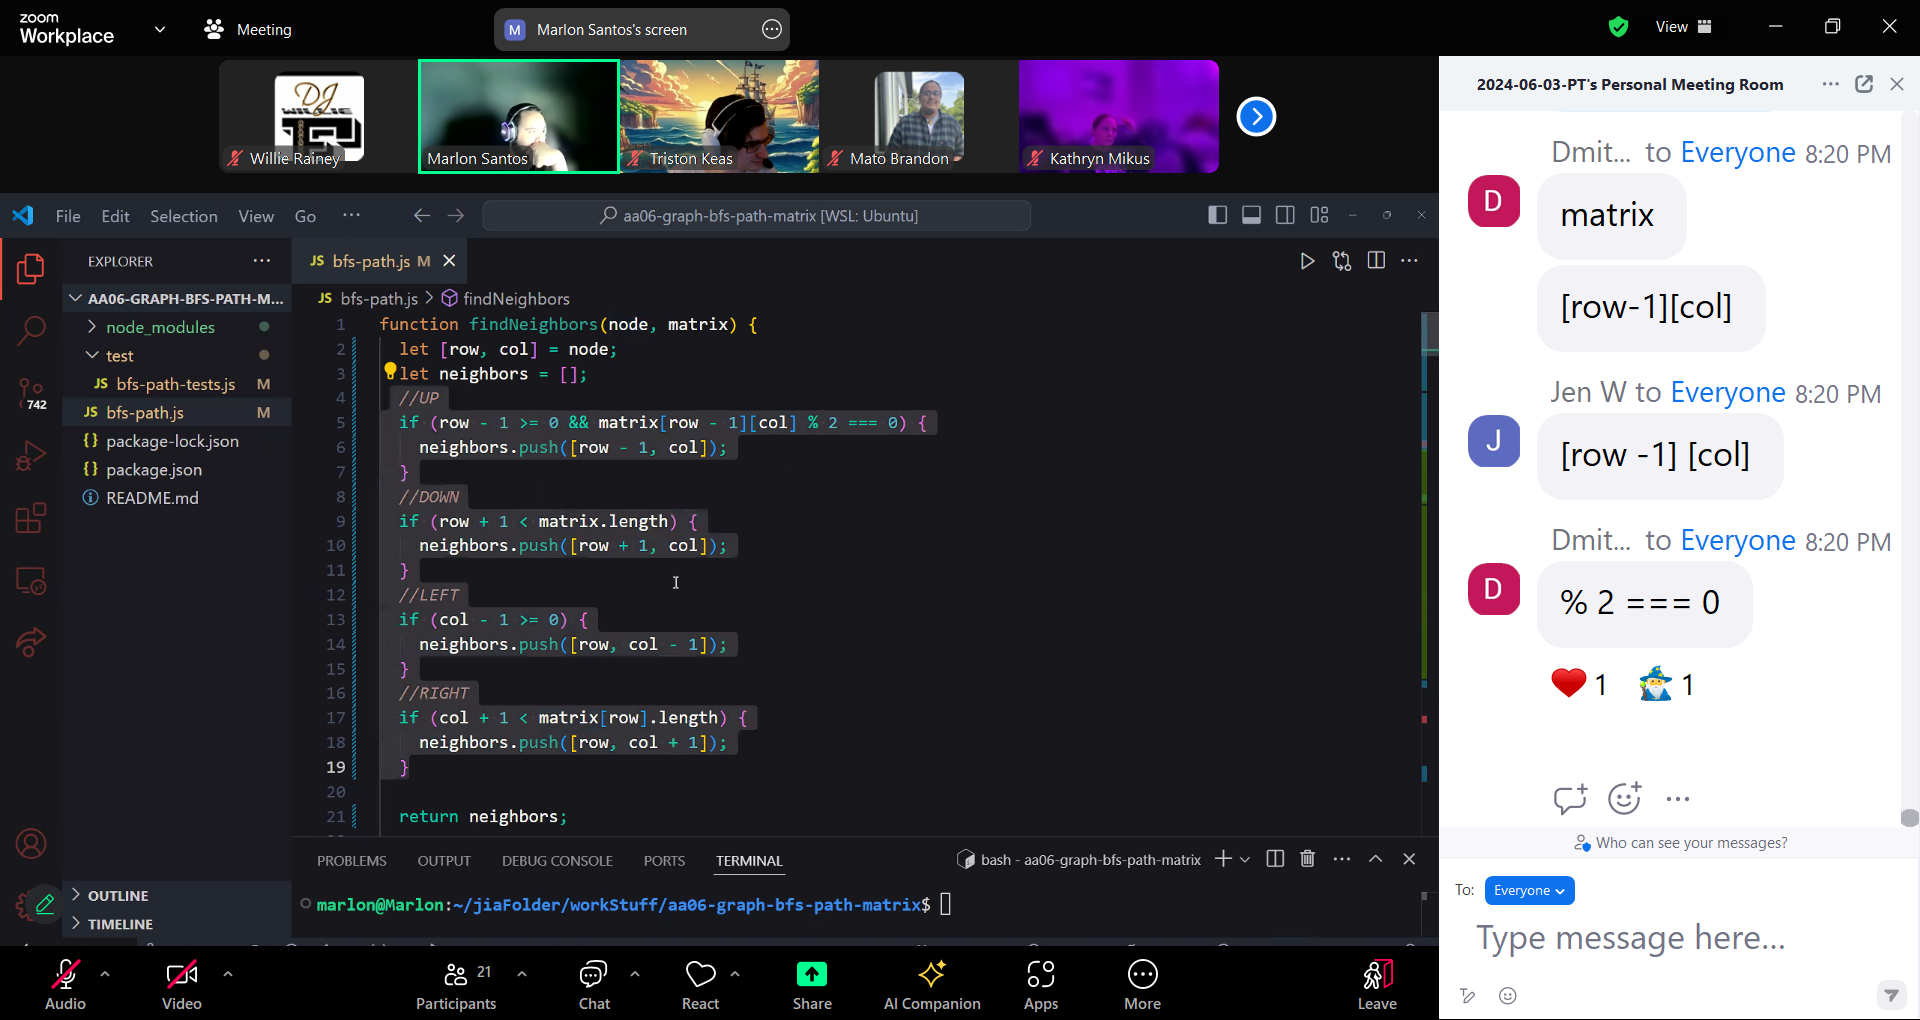 zoom
Workplace
Meeting
M Marlon Santos's screen
View
DJ
Willie Rainey
Marlon Santos
Triston Keas
Mato Brandon
Kathryn Mikus
File Edit Selection View Go ··· aa06-graph-bfs-path-matrix [WSL: Ubuntu]
EXPLORER ···
AA06-GRAPH-BFS-PATH-M...
node_modules
test
JS bfs-path-tests.js M
JS bfs-path.js M
{} package-lock.json
{} package.json
README.md
742
OUTLINE
TIMELINE
JS bfs-path.js M
JS bfs-path.js > findNeighbors
1 function findNeighbors(node, matrix) {
2 let [row, col] = node;
3 let neighbors = [];
4 //UP
5 if (row - 1 >= 0 && matrix[row - 1][col] % 2 === 0) {
6 neighbors.push([row - 1, col]);
7 }
8 //DOWN
9 if (row + 1 < matrix.length) {
10 neighbors.push([row + 1, col]);
11 }
12 //LEFT
13 if (col - 1 >= 0) {
14 neighbors.push([row, col - 1]);
15 }
16 //RIGHT
17 if (col + 1 < matrix[row].length) {
18 neighbors.push([row, col + 1]);
19 }
20
21 return neighbors;
PROBLEMS OUTPUT DEBUG CONSOLE PORTS TERMINAL
bash - aa06-graph-bfs-path-matrix
marlon@Marlon:~/jiaFolder/workStuff/aa06-graph-bfs-path-matrix$
Audio
Video
21
Participants
Chat
React
Share
AI Companion
Apps
More
Leave
2024-06-03-PT's Personal Meeting Room
Dmit... to Everyone 8:20 PM
D
matrix
[row-1][col]
Jen W to Everyone 8:20 PM
J
[row -1] [col]
Dmit... to Everyone 8:20 PM
D
% 2 === 0
1 1
Who can see your messages?
To: Everyone
Type message here...